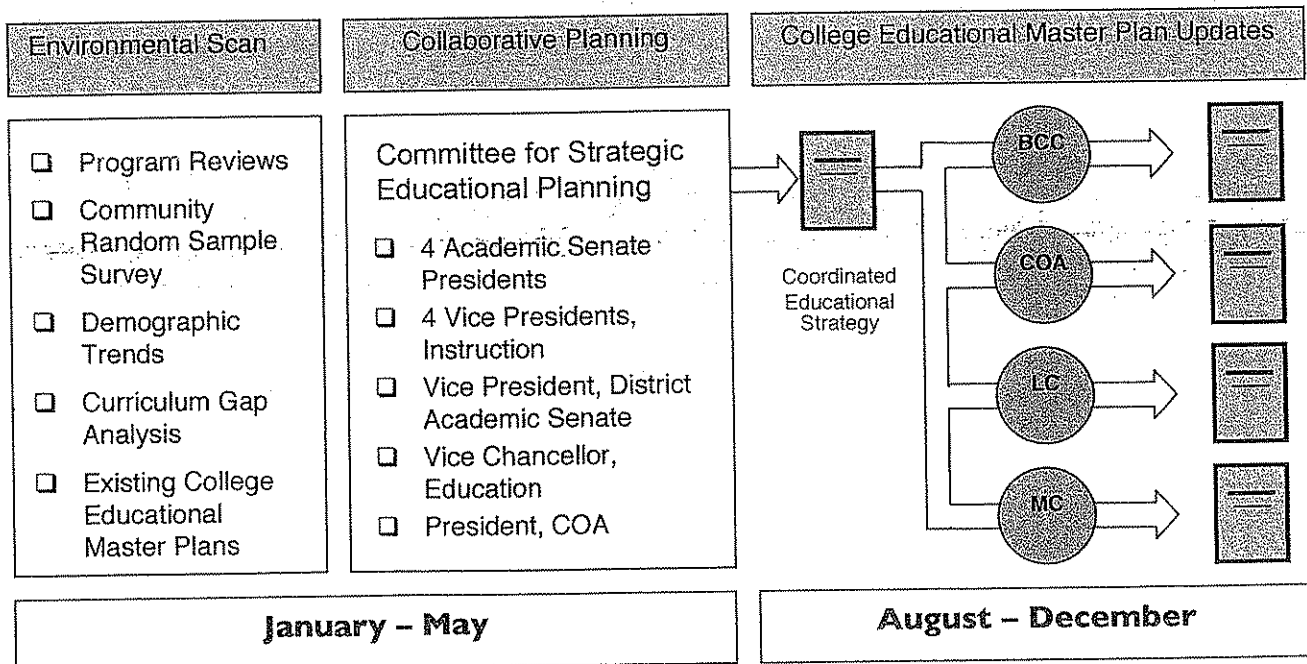 Environmental Scan
Collaborative Planning
College Educational Master Plan Updates
❑ Program Reviews
❑ Community
Random Sample
Survey
❑ Demographic
Trends
❑ Curriculum Gap
Analysis
❑ Existing College
Educational
Master Plans
Committee for Strategic
Educational Planning
❑ 4 Academic Senate
Presidents
❑ 4 Vice Presidents,
Instruction
❑ Vice President, District
Academic Senate
❑ Vice Chancellor,
Education
❑ President, COA
Coordinated
Educational
Strategy
BCC
COA
LC
MC
January – May
August – December